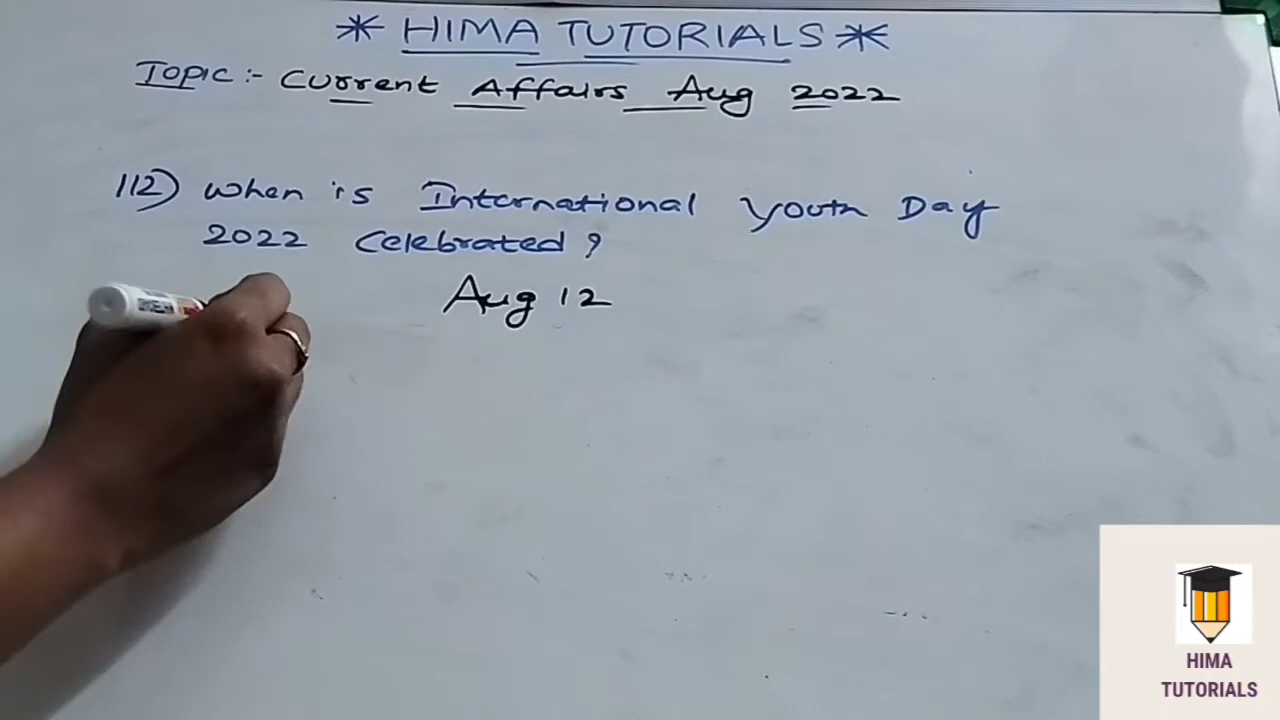 * HIMA TUTORIALS *
Topic :- Current Affairs Aug 2022
112) When is International Youth Day
2022 Celebrated ?
Aug 12
HIMA
TUTORIALS